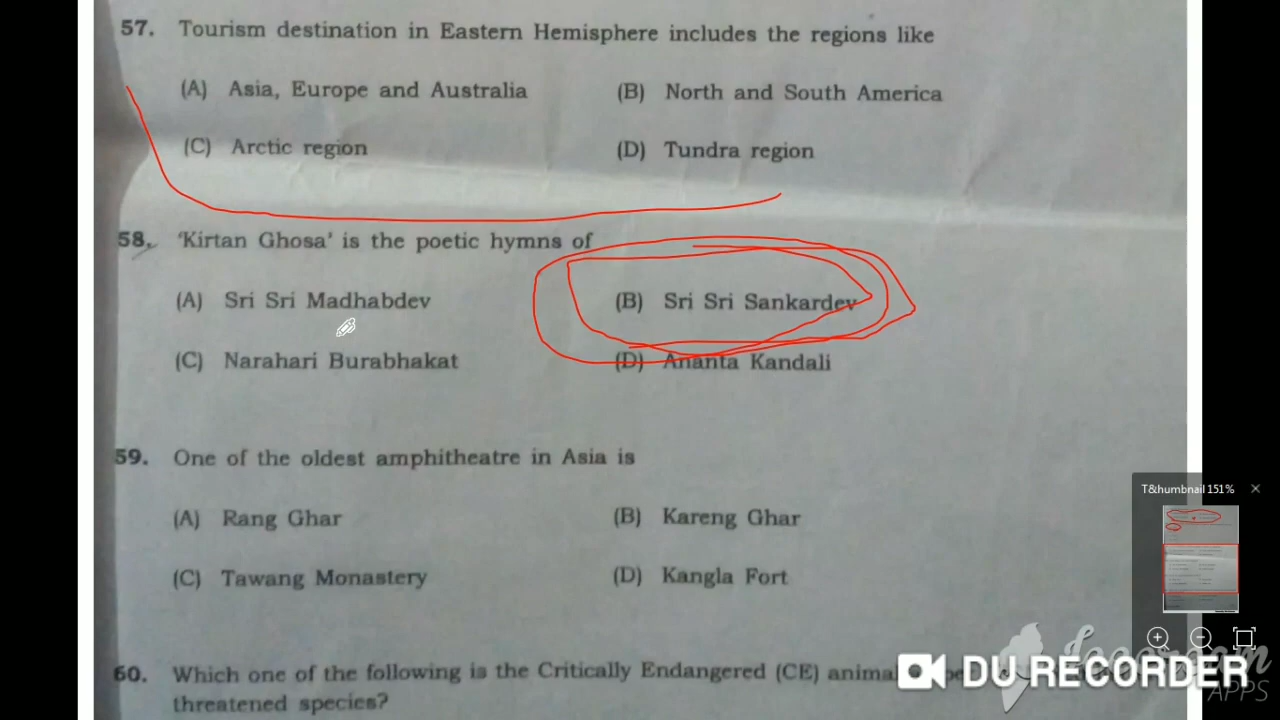 57. Tourism destination in Eastern Hemisphere includes the regions like
(A) Asia, Europe and Australia (B) North and South America
(C) Arctic region (D) Tundra region
58. 'Kirtan Ghosa' is the poetic hymns of
(A) Sri Sri Madhabdev (B) Sri Sri Sankardev
(C) Narahari Burabhakat (D) Ananta Kandali
59. One of the oldest amphitheatre in Asia is
(A) Rang Ghar (B) Kareng Ghar
(C) Tawang Monastery (D) Kangla Fort
T&humbnail 151% ×
60. Which one of the following is the Critically Endangered (CE) animal
threatened species?
DU RECORDER
APPS